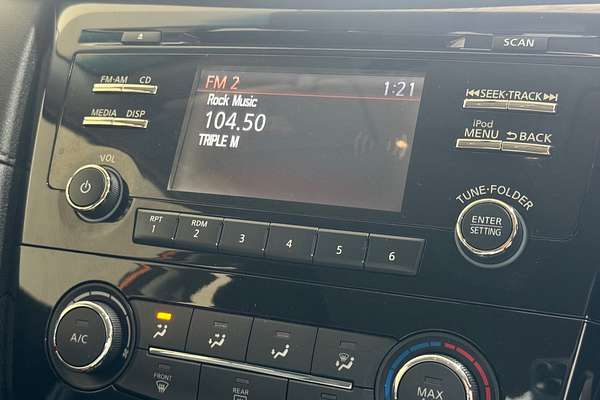 SCAN
FM·AM CD
MEDIA DISP
VOL
FM 2 1:21
Rock Music
104.50
TRIPLE M
SEEK·TRACK
iPod
MENU BACK
TUNE·FOLDER
ENTER
SETTING
RPT
1
RDM
2
3
4
5
6
A/C
FRONT
REAR
MAX